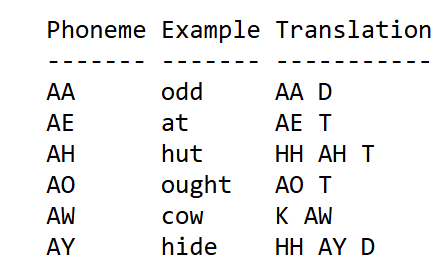 Phoneme Example Translation
------- ------- -----------
AA      odd     AA D
AE      at      AE T
AH      hut     HH AH T
AO      ought   AO T
AW      cow     K AW
AY      hide    HH AY D